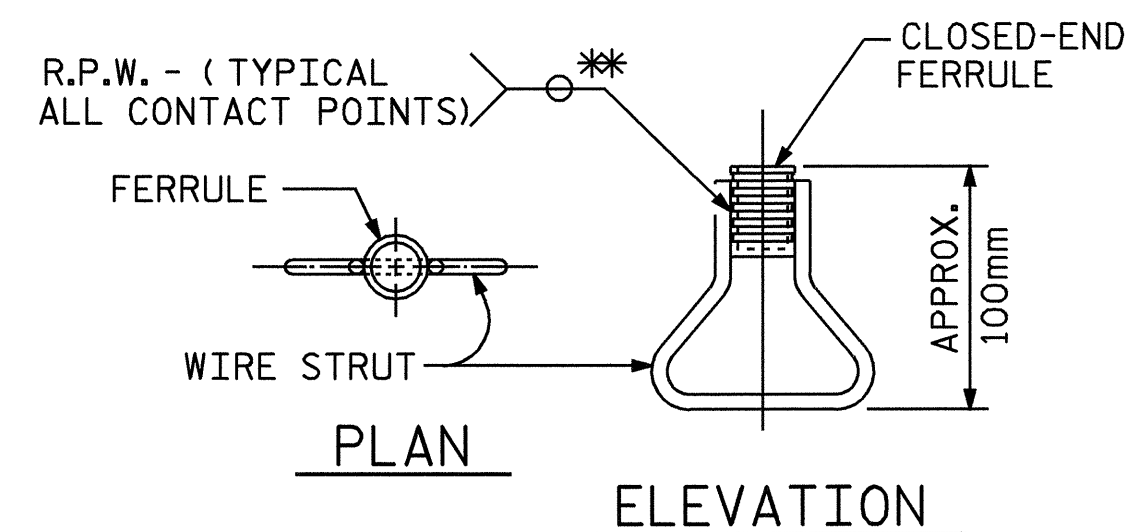 R.P.W. - ( TYPICAL
ALL CONTACT POINTS)
**
CLOSED-END
FERRULE
FERRULE
WIRE STRUT
APPROX.
100mm
PLAN
ELEVATION